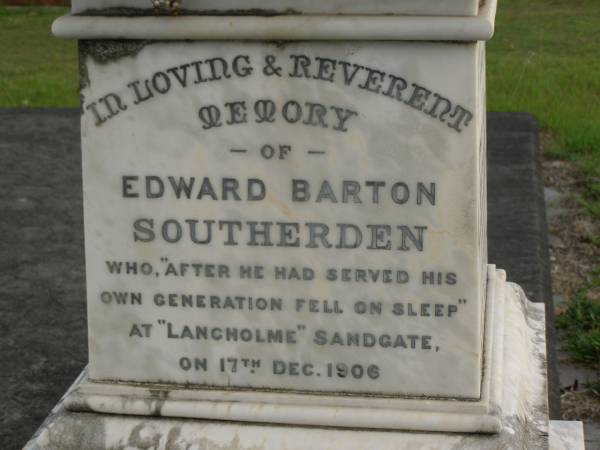 IN LOVING & REVERENT
MEMORY
— OF —
EDWARD BARTON
SOUTHERDEN
WHO, "AFTER HE HAD SERVED HIS
OWN GENERATION FELL ON SLEEP"
AT "LANGHOLME" SANDGATE,
ON 17TH DEC. 1906